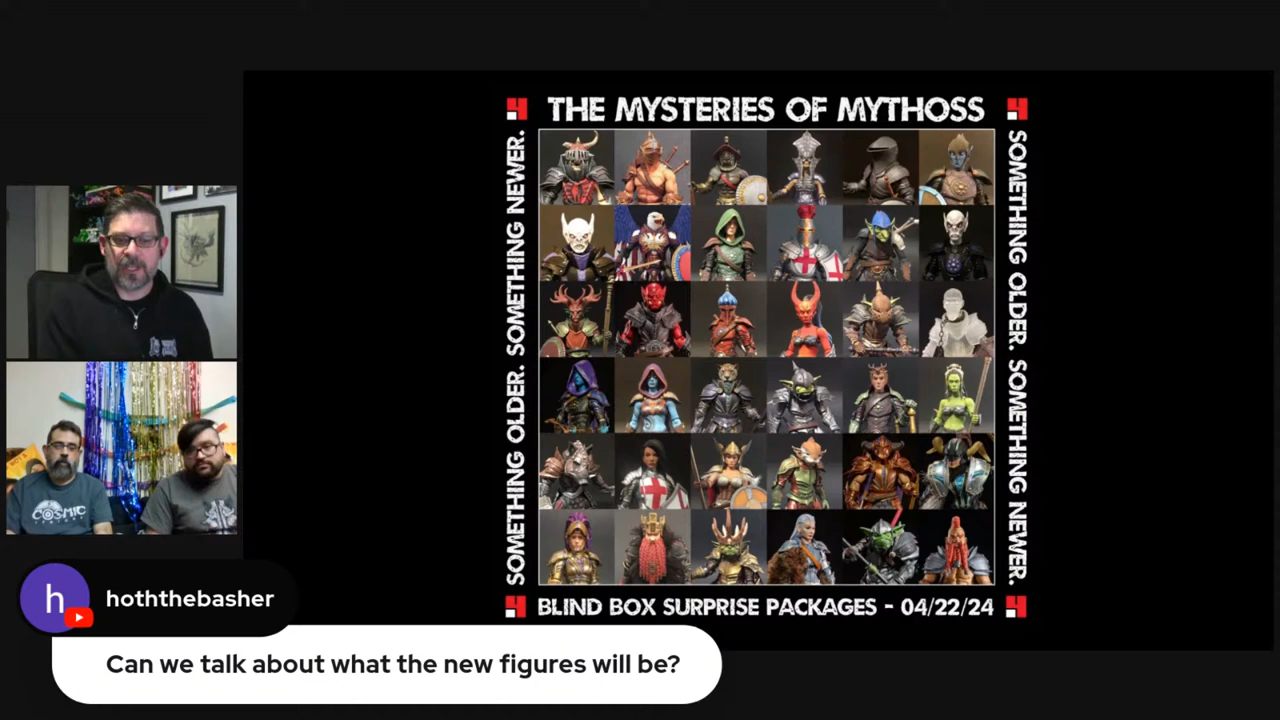 THE MYSTERIES OF MYTHOSS
SOMETHING OLDER. SOMETHING NEWER.
SOMETHING OLDER. SOMETHING NEWER.
BLIND BOX SURPRISE PACKAGES - 04/22/24
COSMIC
h
hoththebasher
Can we talk about what the new figures will be?